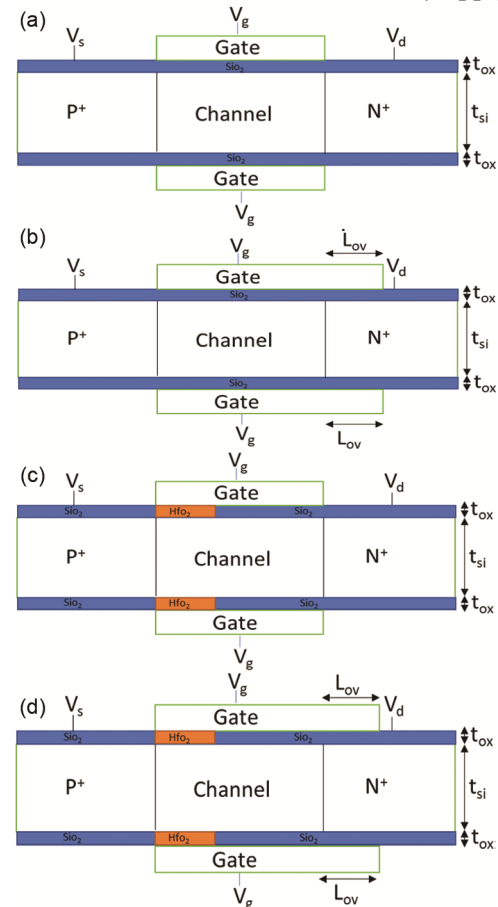 (a)
Vg
Vs
Gate
Vd
Sio2
tox
P+
Channel
N+
tsi
Sio2
tox
Gate
Vg
(b)
Vg
L̇ov
Vs
Gate
Vd
Sio2
tox
P+
Channel
N+
tsi
Sio2
tox
Gate
Lov
Vg
(c)
Vg
Vs
Gate
Vd
Sio2
Hfo2
Sio2
tox
P+
Channel
N+
tsi
Sio2
Hfo2
Sio2
tox
Gate
Vg
(d)
Vg
Lov
Vs
Gate
Vd
Sio2
Hfo2
Sio2
tox
P+
Channel
N+
tsi
Sio2
Hfo2
Sio2
tox
Gate
Vg
Lov